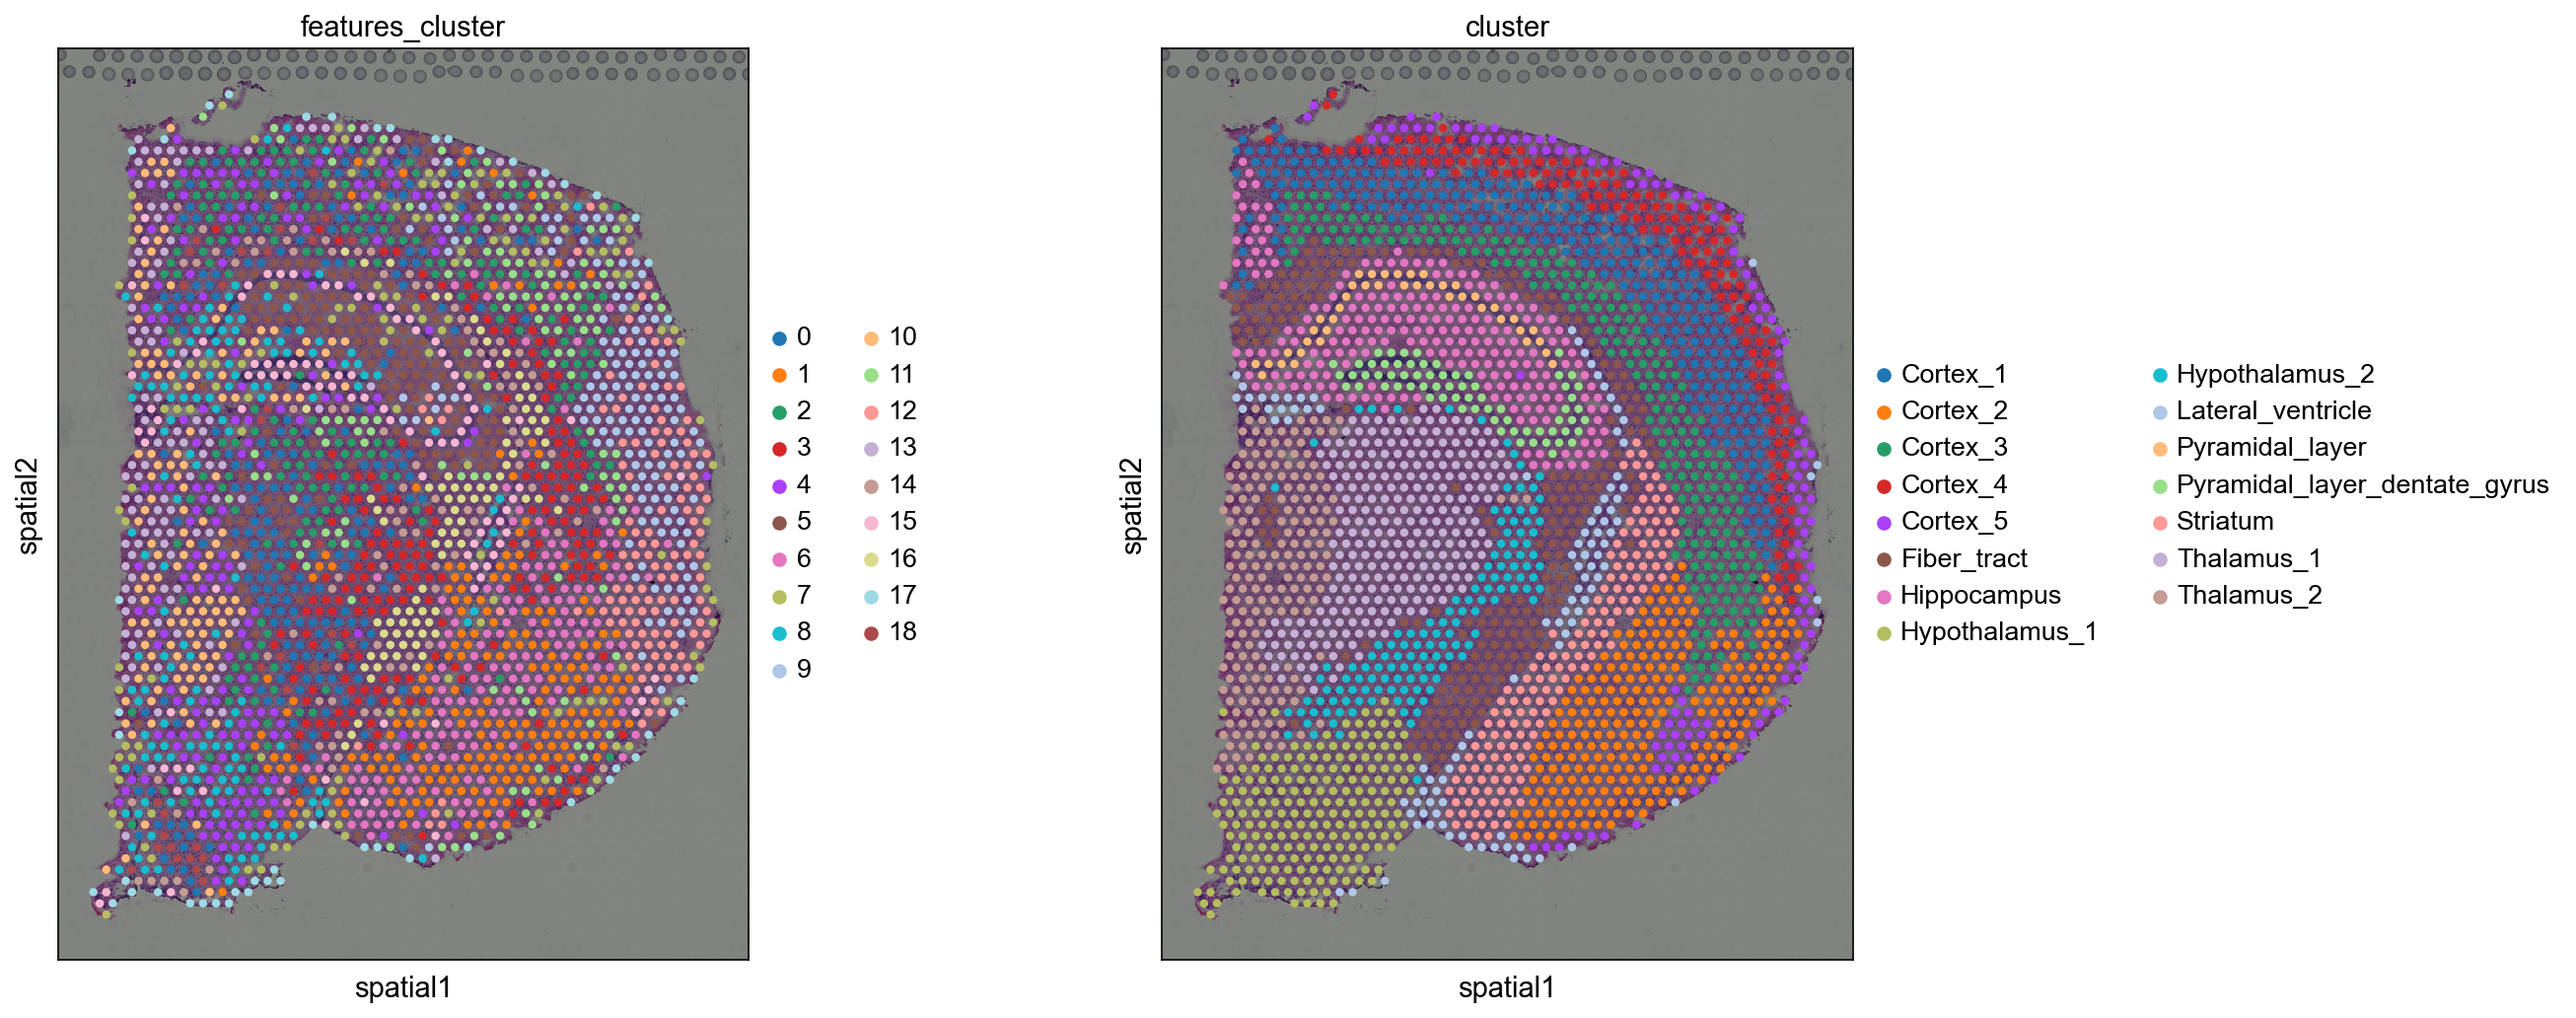 features_cluster
spatial2
spatial1
0
1
2
3
4
5
6
7
8
9
10
11
12
13
14
15
16
17
18
cluster
spatial2
spatial1
Cortex_1
Cortex_2
Cortex_3
Cortex_4
Cortex_5
Fiber_tract
Hippocampus
Hypothalamus_1
Hypothalamus_2
Lateral_ventricle
Pyramidal_layer
Pyramidal_layer_dentate_gyrus
Striatum
Thalamus_1
Thalamus_2